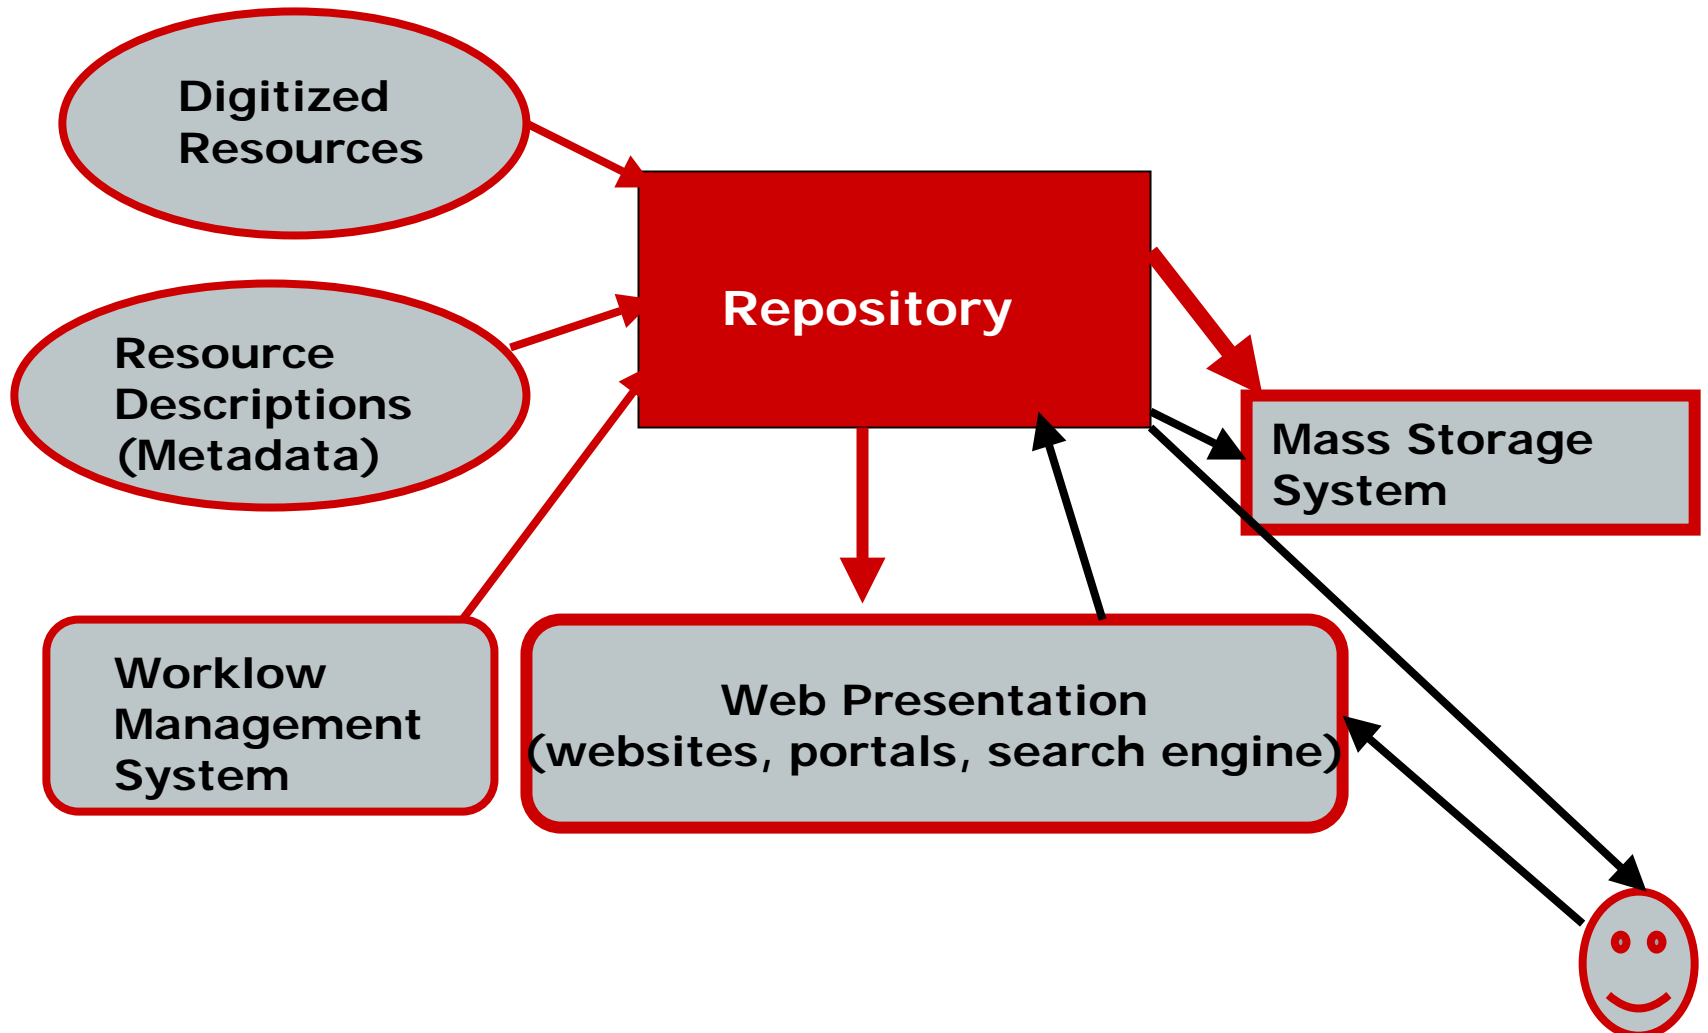 Digitized
Resources
Repository
Resource
Descriptions
(Metadata)
Mass Storage
System
Worklow
Management
System
Web Presentation
(websites, portals, search engine)